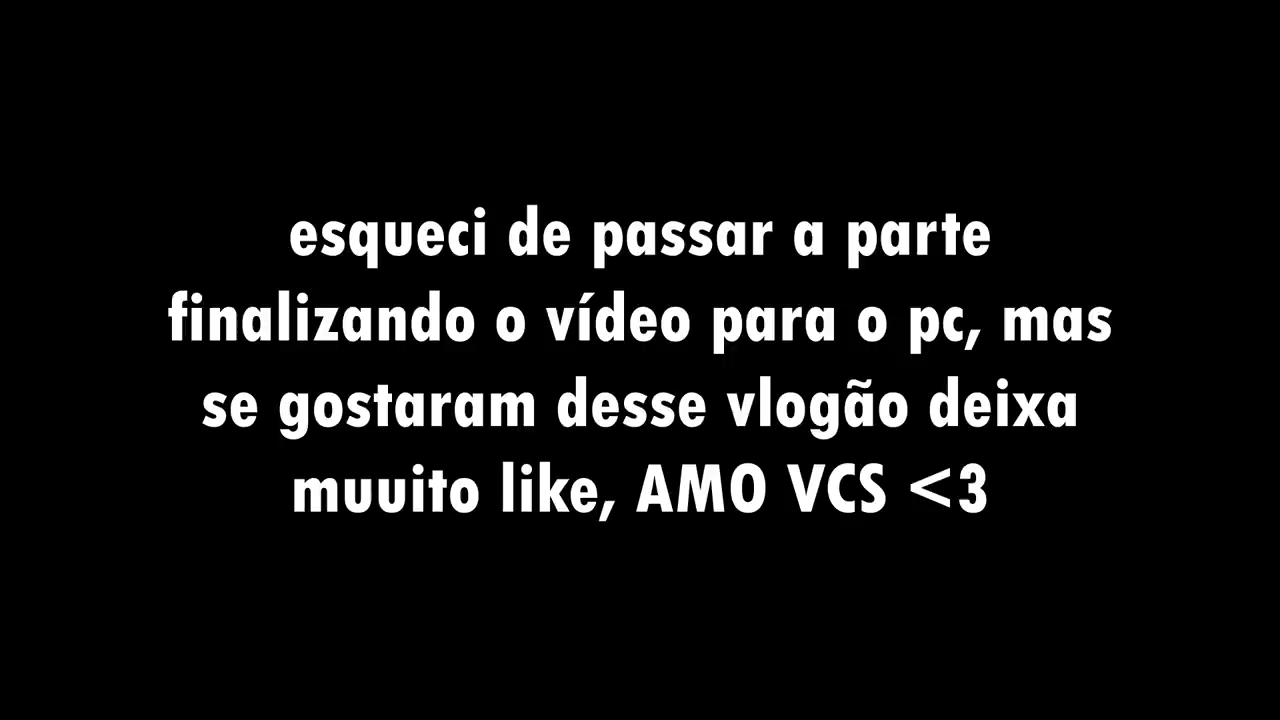 esqueci de passar a parte
finalizando o vídeo para o pc, mas
se gostaram desse vlogão deixa
muuito like, AMO VCS <3